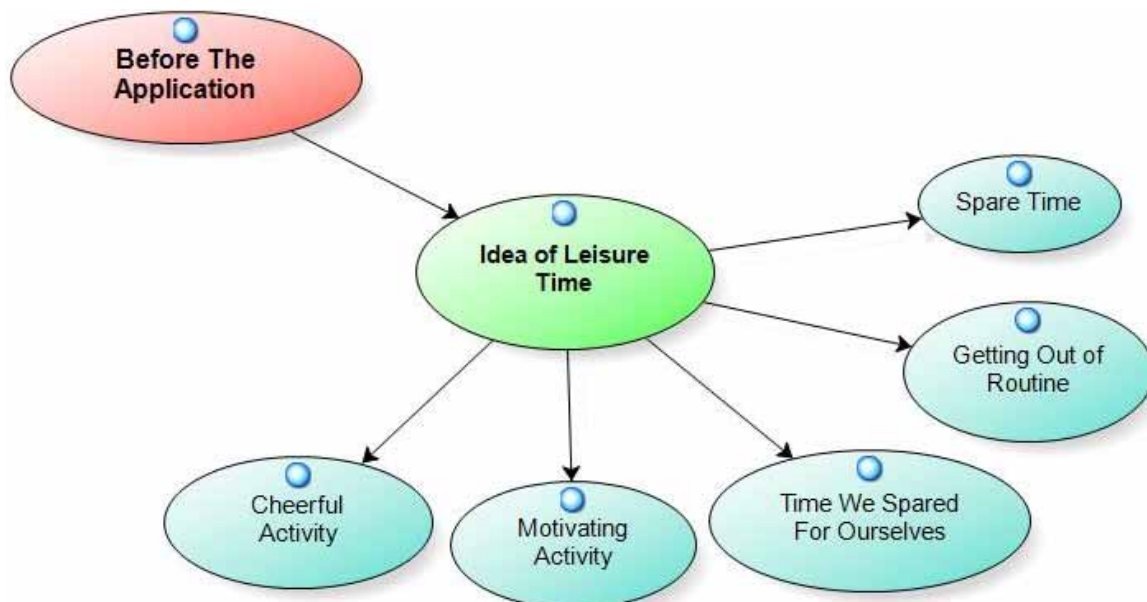 Before The
Application
Idea of Leisure
Time
Spare Time
Getting Out of
Routine
Cheerful
Activity
Motivating
Activity
Time We Spared
For Ourselves